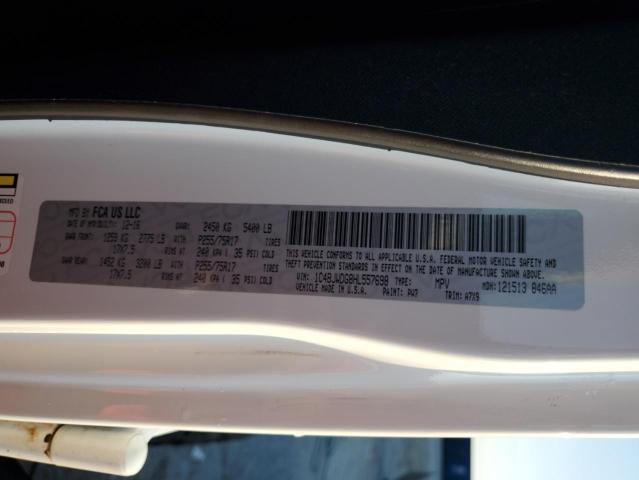 MFD BY: FCA US LLC
DATE OF MFR: 12-16 GVWR: 2450 KG 5400 LB
GAWR FRONT: 1259 KG 2775 LB WITH P255/75R17 TIRES
17X7.5 RIMS AT 240 KPA ( 35 PSI) COLD
GAWR REAR: 1452 KG 3200 LB WITH P255/75R17 TIRES
17X7.5 RIMS AT 240 KPA ( 35 PSI) COLD
THIS VEHICLE CONFORMS TO ALL APPLICABLE U.S.A. FEDERAL MOTOR VEHICLE SAFETY AND
THEFT PREVENTION STANDARDS IN EFFECT ON THE DATE OF MANUFACTURE SHOWN ABOVE.
VIN: 1C4BJWDG8HL557698 TYPE: MPV MDH: 121513 846AA
VEHICLE MADE IN U.S.A. PAINT: PW7 TRIM: A7X9